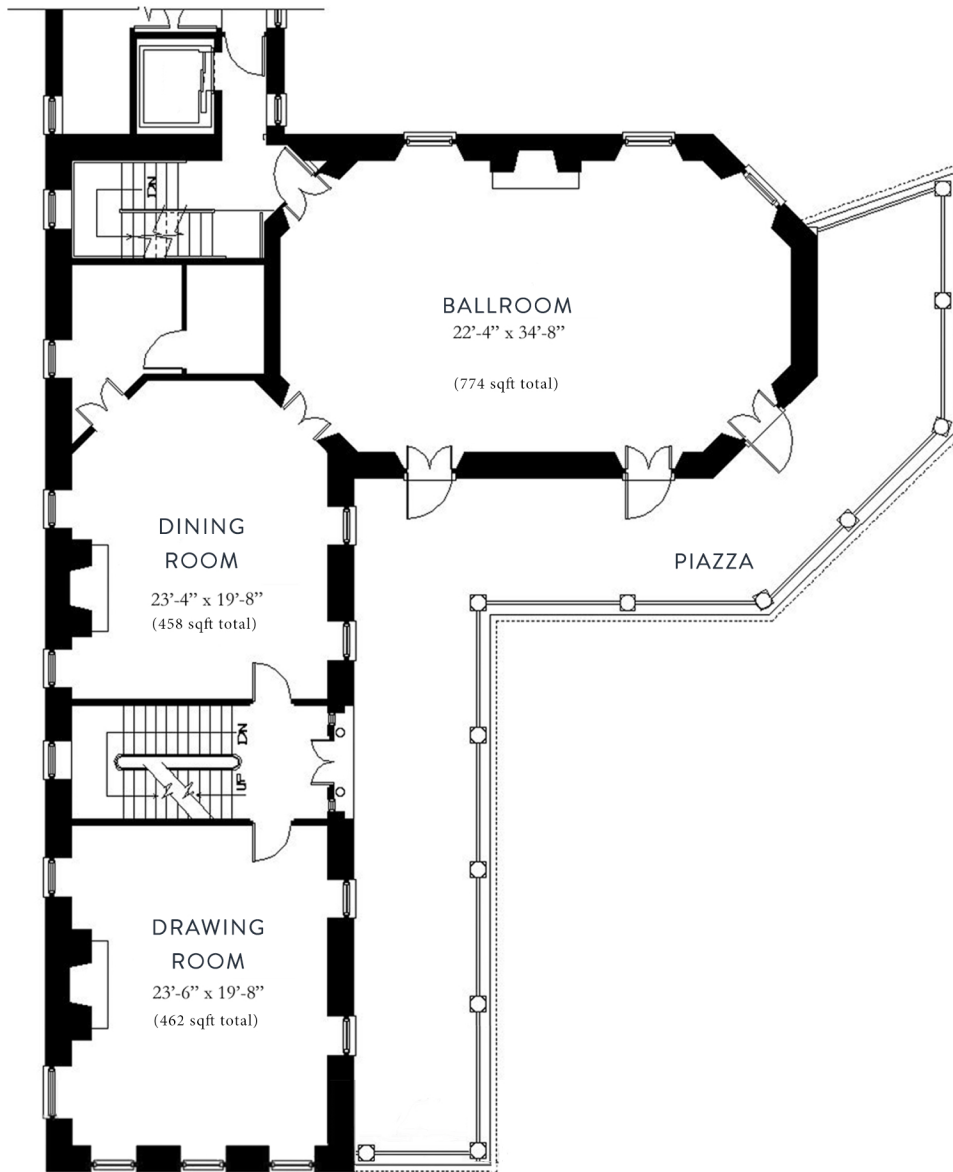 DN
BALLROOM
22’-4” x 34’-8”
(774 sqft total)
DINING
ROOM
23’-4” x 19’-8”
(458 sqft total)
PIAZZA
DN
UP
DRAWING
ROOM
23’-6” x 19’-8”
(462 sqft total)